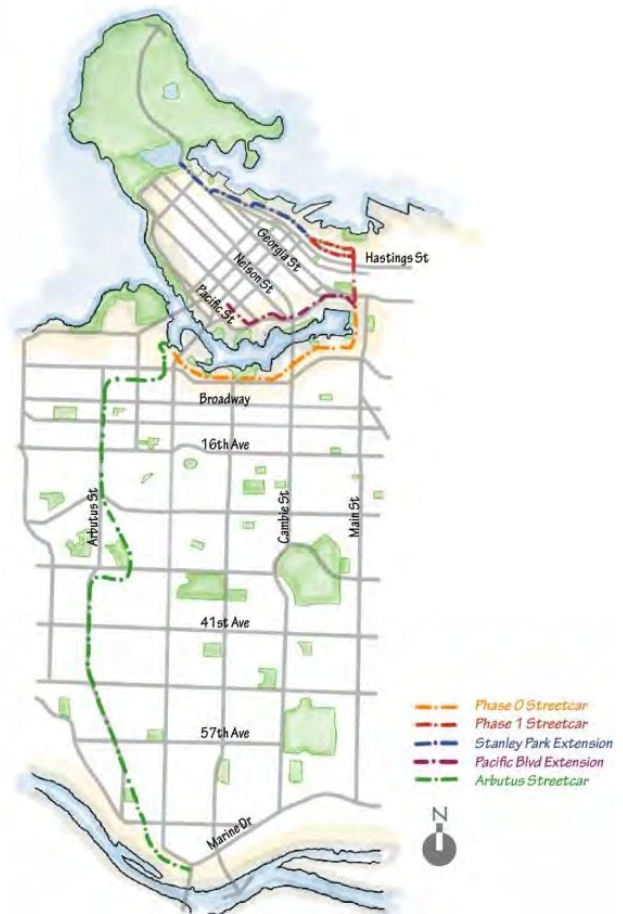 Hastings St
Georgia St
Nelson St
Pacific St
Broadway
16th Ave
Arbutus St
Cambie St
Main St
41st Ave
57th Ave
Marine Dr
Phase 0 Streetcar
Phase 1 Streetcar
Stanley Park Extension
Pacific Blvd Extension
Arbutus Streetcar
N